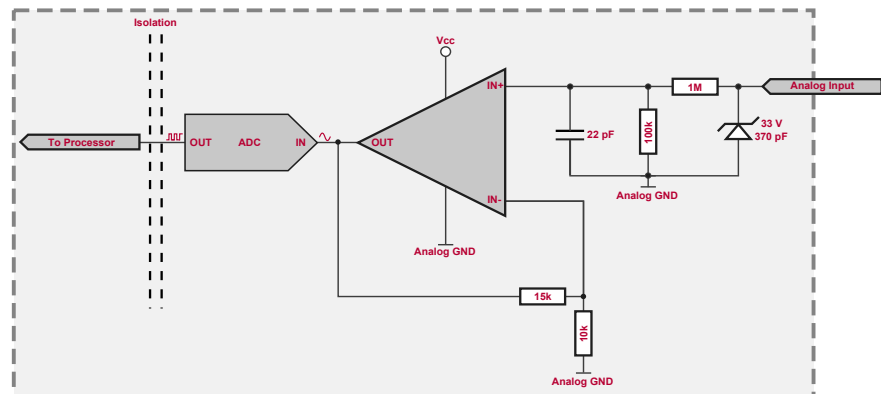 Isolation
Vcc
IN+
1M
Analog Input
22 pF
100k
33 V
370 pF
To Processor
OUT
ADC
IN
OUT
Analog GND
IN-
Analog GND
15k
10k
Analog GND